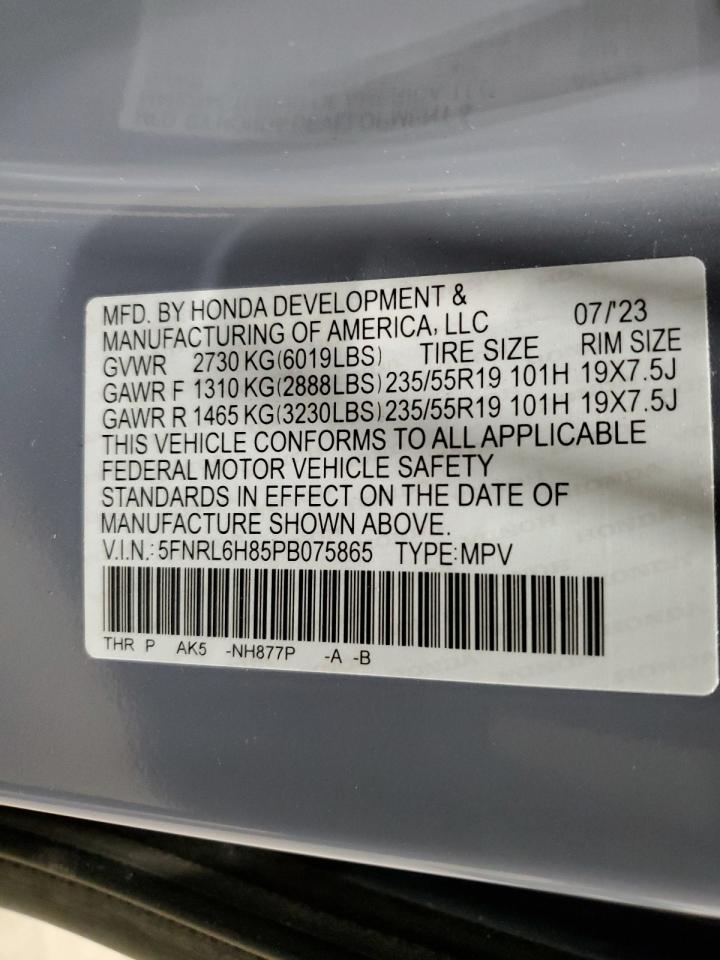 MFD. BY HONDA DEVELOPMENT & 07/'23
MANUFACTURING OF AMERICA, LLC
GVWR 2730 KG(6019LBS) TIRE SIZE RIM SIZE
GAWR F 1310 KG(2888LBS) 235/55R19 101H 19X7.5J
GAWR R 1465 KG(3230LBS) 235/55R19 101H 19X7.5J
THIS VEHICLE CONFORMS TO ALL APPLICABLE
FEDERAL MOTOR VEHICLE SAFETY
STANDARDS IN EFFECT ON THE DATE OF
MANUFACTURE SHOWN ABOVE.
V.I.N.: 5FNRL6H85PB075865 TYPE: MPV
THR P AK5 -NH877P -A -B